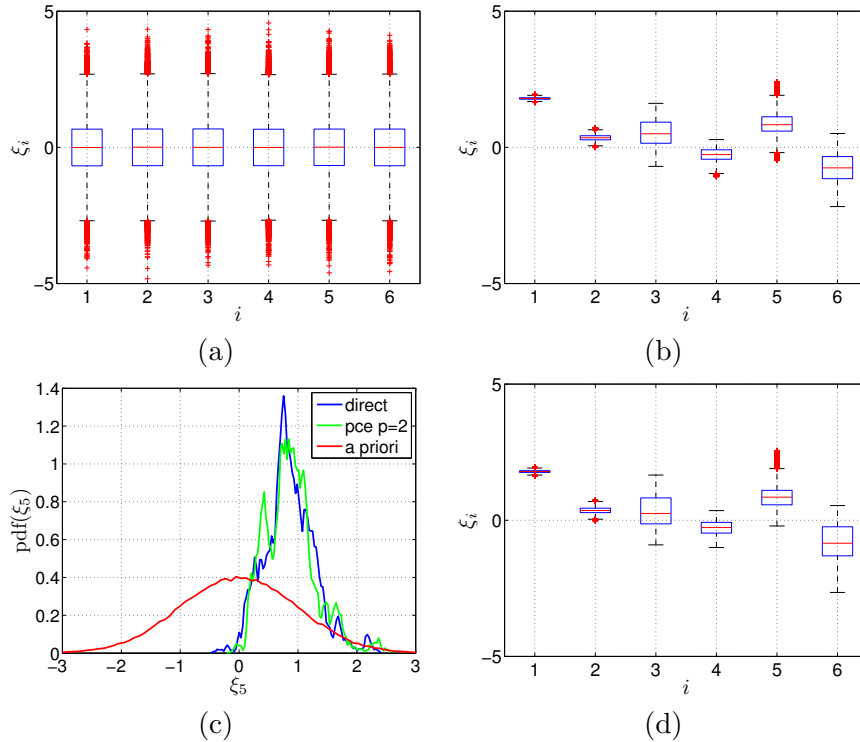 5
0
−5
ξi
1 2 3 4 5 6
i
(a)
5
0
−5
ξi
1 2 3 4 5 6
i
(b)
1.4
1.2
1
0.8
0.6
0.4
0.2
0
pdf(ξ5)
−3 −2 −1 0 1 2 3
ξ5
direct
pce p=2
a priori
(c)
5
0
−5
ξi
1 2 3 4 5 6
i
(d)